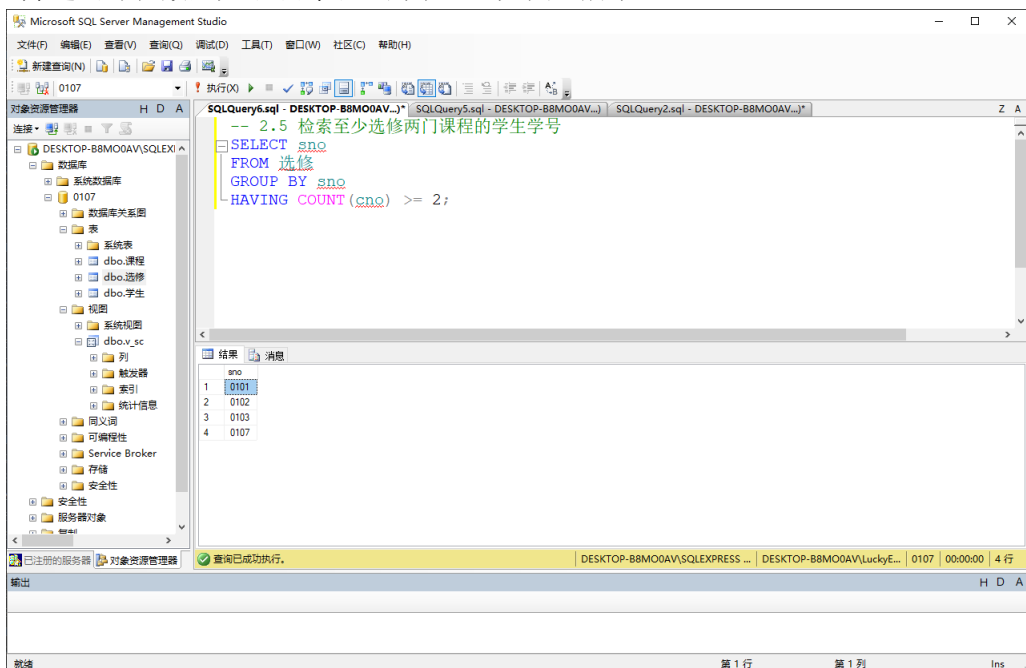 Microsoft SQL Server Management Studio
文件(F) 编辑(E) 查看(V) 查询(Q) 调试(D) 工具(T) 窗口(W) 社区(C) 帮助(H)
新建查询(N)
0107 执行(X)
对象资源管理器 H D A
SQLQuery6.sql - DESKTOP-B8MO0AV...)* SQLQuery5.sql - DESKTOP-B8MO0AV...) SQLQuery2.sql - DESKTOP-B8MO0AV...)* Z A
连接
DESKTOP-B8MO0AV\SQLEXI
数据库
系统数据库
0107
数据库关系图
表
系统表
dbo.课程
dbo.选修
dbo.学生
视图
系统视图
dbo.v_sc
列
触发器
索引
统计信息
同义词
可编程性
Service Broker
存储
安全性
安全性
服务器对象
复制
已注册的服务器 对象资源管理器
-- 2.5 检索至少选修两门课程的学生学号
SELECT sno
FROM 选修
GROUP BY sno
HAVING COUNT(cno) >= 2;
结果 消息
sno
1 0101
2 0102
3 0103
4 0107
查询已成功执行。 DESKTOP-B8MO0AV\SQLEXPRESS ... DESKTOP-B8MO0AV\LuckyE... 0107 00:00:00 4 行
输出 H D A
就绪 第 1 行 第 1 列 Ins